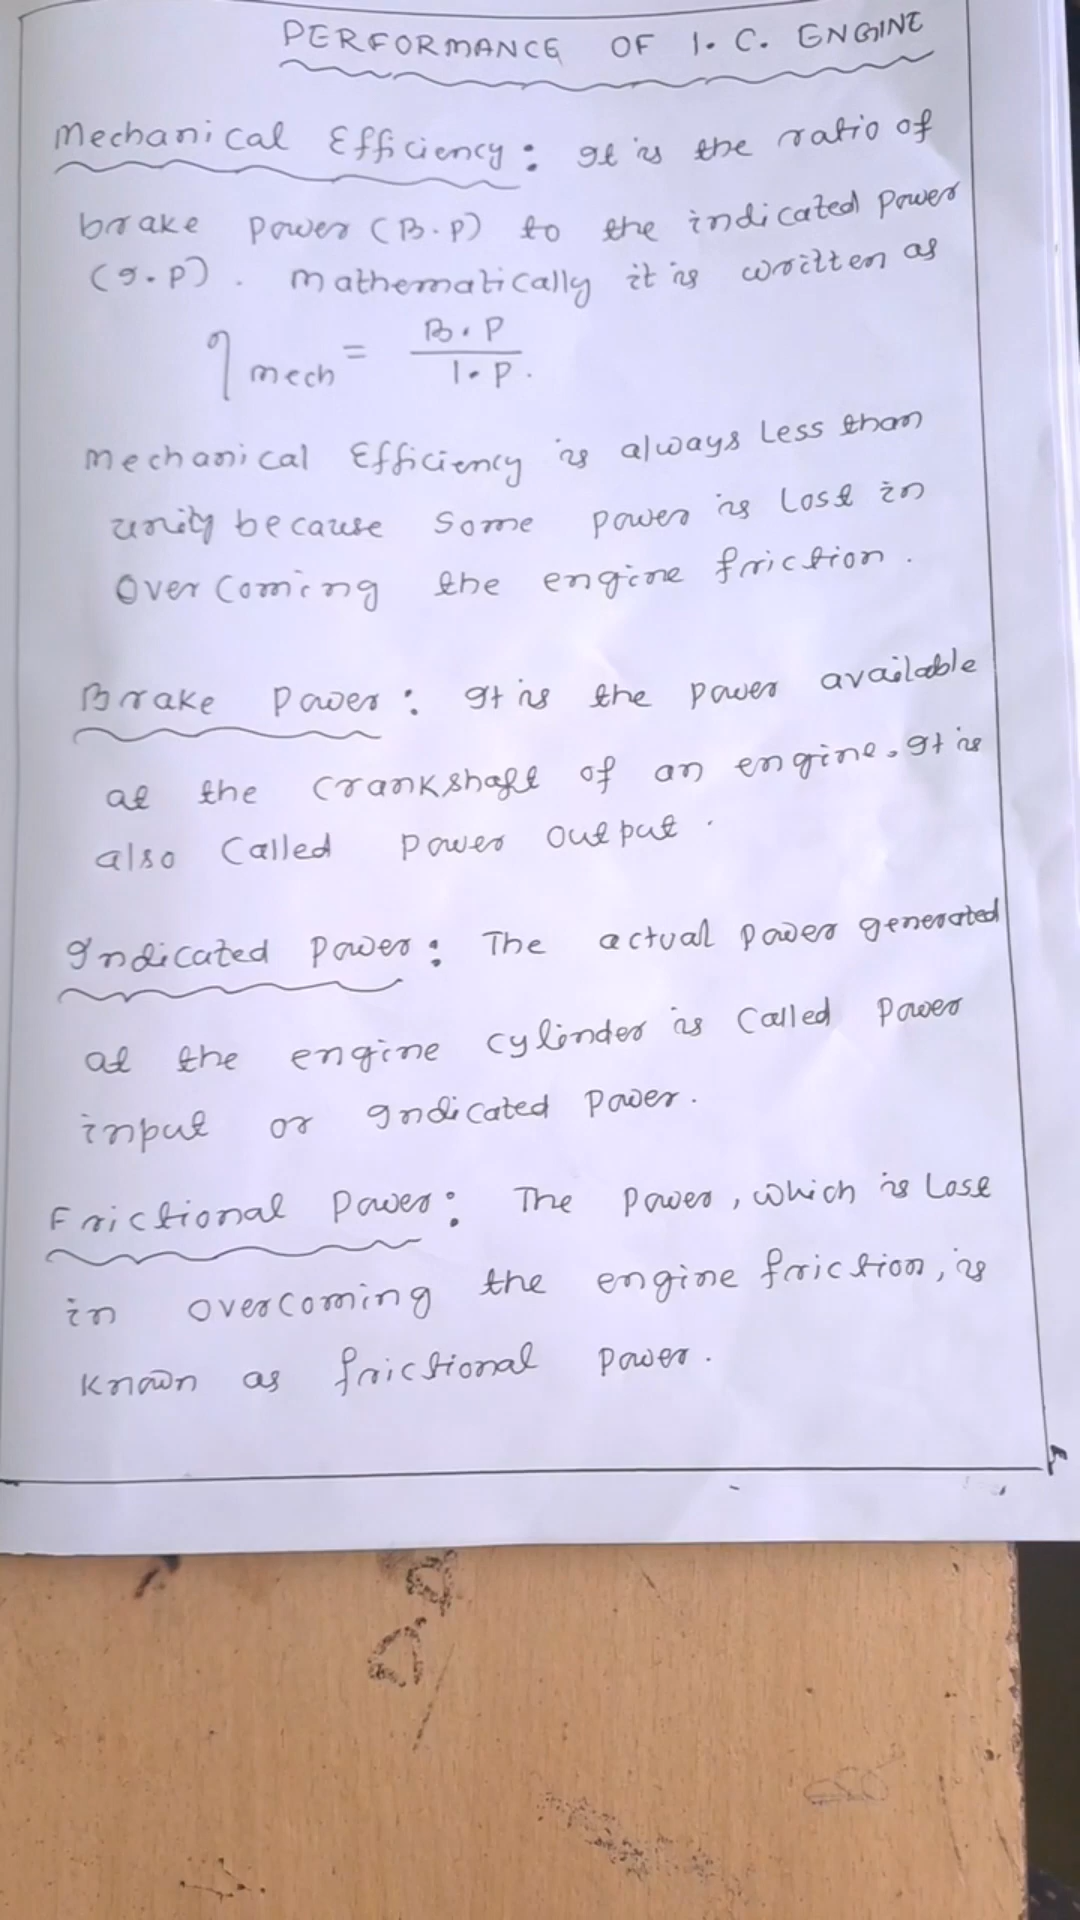 PERFORMANCE OF I. C. ENGINE
Mechanical Efficiency: It is the ratio of
brake power (B.P) to the indicated power
(I.P). Mathematically it is written as
η mech = B.P / I.P.
Mechanical Efficiency is always Less than
unity because some power is Lost in
Overcoming the engine friction.
Brake Power: It is the power available
at the crankshaft of an engine. It is
also Called power output.
Indicated Power: The actual power generated
at the engine cylinder is Called Power
input or Indicated power.
Frictional Power: The power, which is Lost
in overcoming the engine friction, is
Known as frictional power.